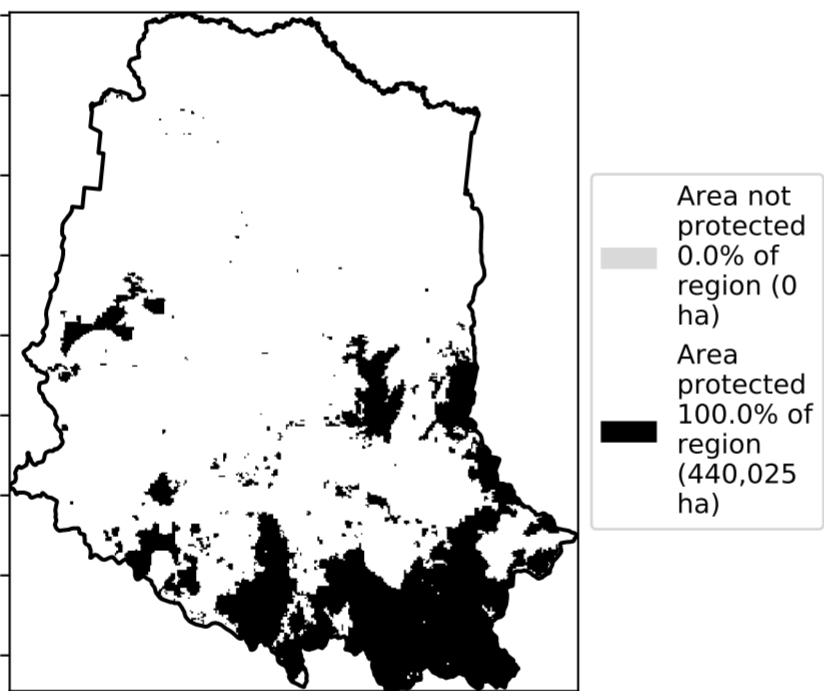 Area not
protected
0.0% of
region (0
ha)
Area
protected
100.0% of
region
(440,025
ha)